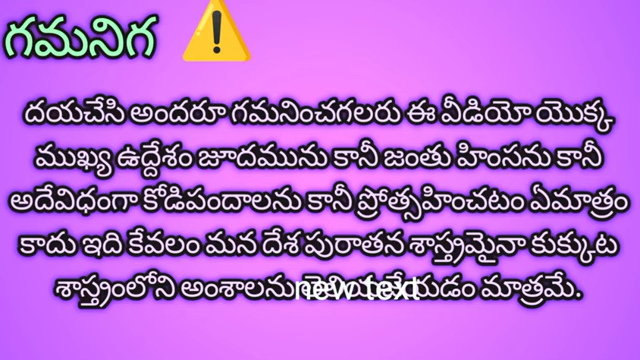 గమనిగ
దయచేసి అందరూ గమనించగలరు ఈ వీడియో యొక్క
ముఖ్య ఉద్దేశం జూదమును కానీ జంతు హింసను కానీ
అదేవిధంగా కోడిపందాలను కానీ ప్రోత్సహించటం ఏమాత్రం
కాదు ఇది కేవలం మన దేశ పురాతన శాస్త్రమైనా కుక్కుట
శాస్త్రంలోని అంశాలను మాత్రమే.
new text